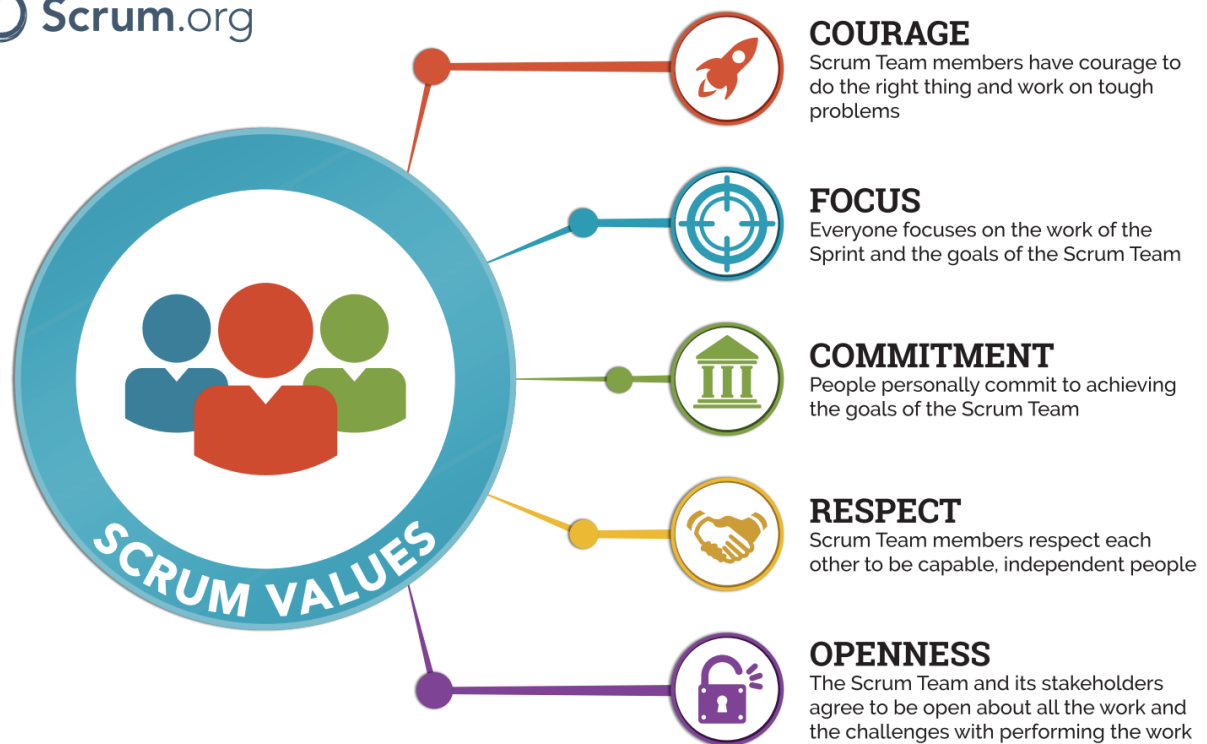 Scrum.org
COURAGE
Scrum Team members have courage to
do the right thing and work on tough
problems
FOCUS
Everyone focuses on the work of the
Sprint and the goals of the Scrum Team
COMMITMENT
People personally commit to achieving
the goals of the Scrum Team
RESPECT
Scrum Team members respect each
other to be capable, independent people
OPENNESS
The Scrum Team and its stakeholders
agree to be open about all the work and
the challenges with performing the work
SCRUM VALUES